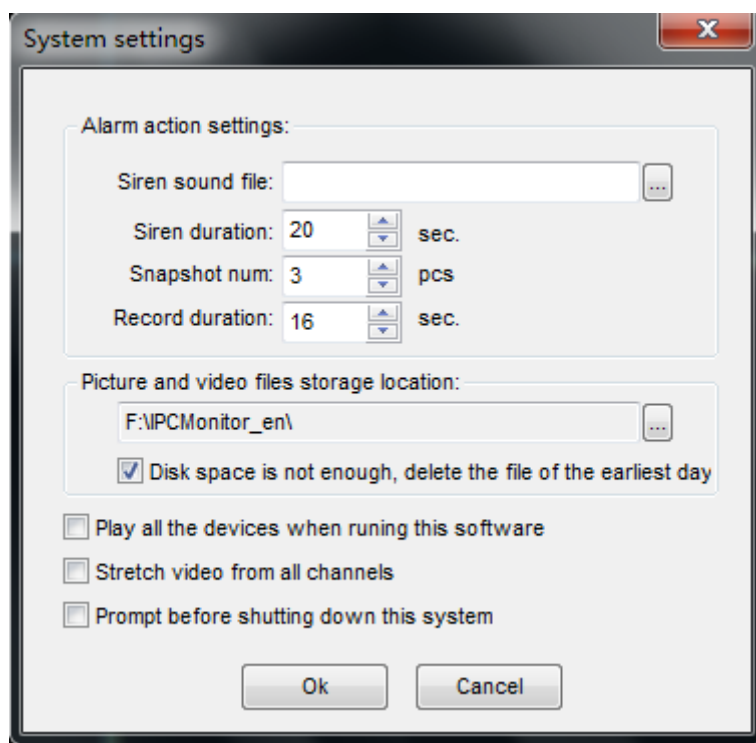 System settings
Alarm action settings:
Siren sound file:
...
Siren duration: 20 sec.
Snapshot num: 3 pcs
Record duration: 16 sec.
Picture and video files storage location:
F:\IPCMonitor_en\
...
Disk space is not enough, delete the file of the earliest day
Play all the devices when runing this software
Stretch video from all channels
Prompt before shutting down this system
Ok Cancel